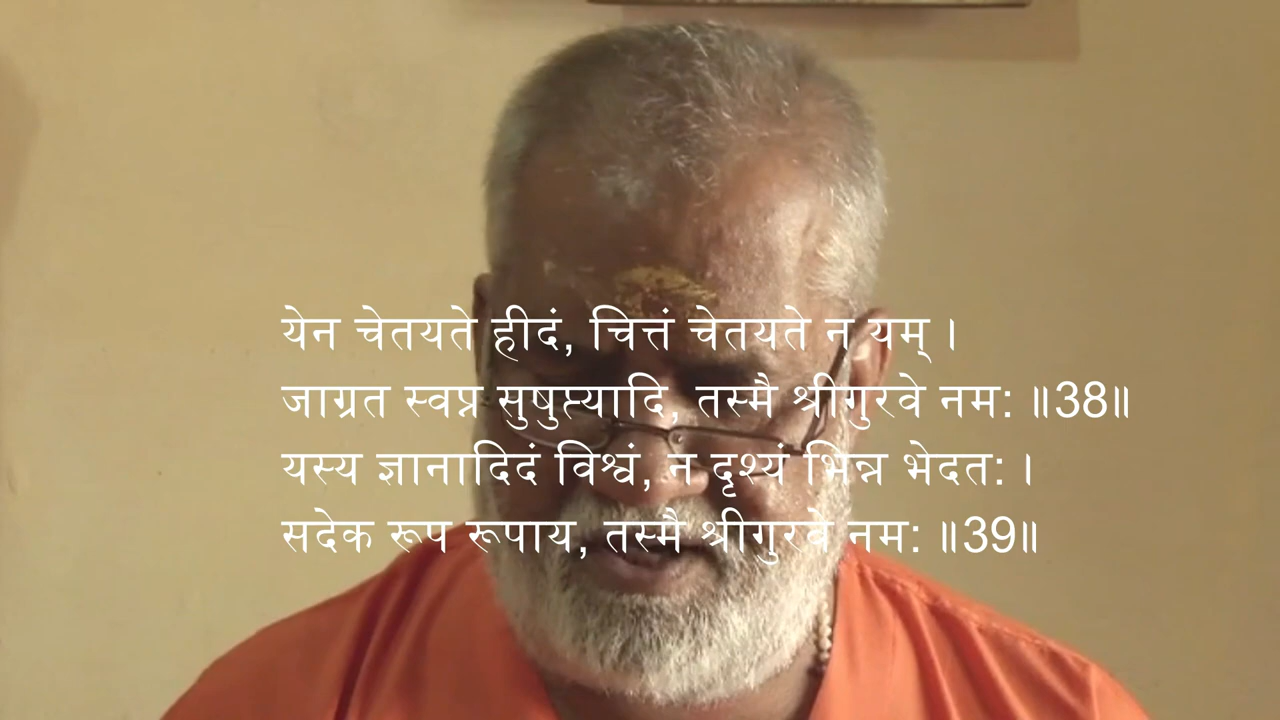 येन चेतयते हीदं, चित्तं चेतयते न यम् ।
जाग्रत स्वप्न सुषुप्त्यादि, तस्मै श्रीगुरवे नम: ॥38॥
यस्य ज्ञानादिदं विश्वं, न दृश्यं भिन्न भेदत: ।
सदेक रूप रूपाय, तस्मै श्रीगुरवे नम: ॥39॥